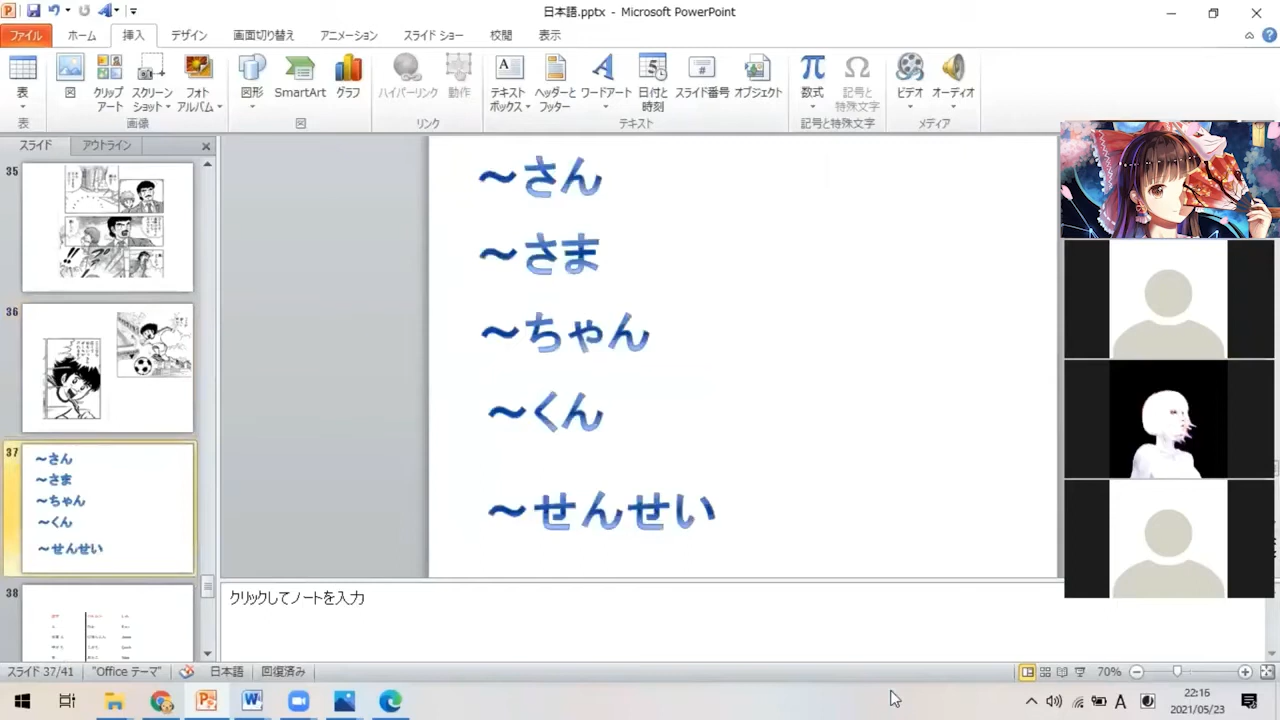 日本語.pptx - Microsoft PowerPoint
ファイル ホーム 挿入 デザイン 画面切り替え アニメーション スライド ショー 校閲 表示
表 図 クリップアート スクリーンショット フォトアルバム 図形 SmartArt グラフ ハイパーリンク 動作 テキストボックス ヘッダーとフッター ワードアート 日付と時刻 スライド番号 オブジェクト 数式 記号と特殊文字 ビデオ オーディオ
表 画像 図 リンク テキスト 記号と特殊文字 メディア
スライド アウトライン
35
36
37
～さん
～さま
～ちゃん
～くん
～せんせい
38
～さん
～さま
～ちゃん
～くん
～せんせい
クリックしてノートを入力
スライド 37/41 "Office テーマ" 日本語 回復済み 70%
A 22:16
2021/05/23